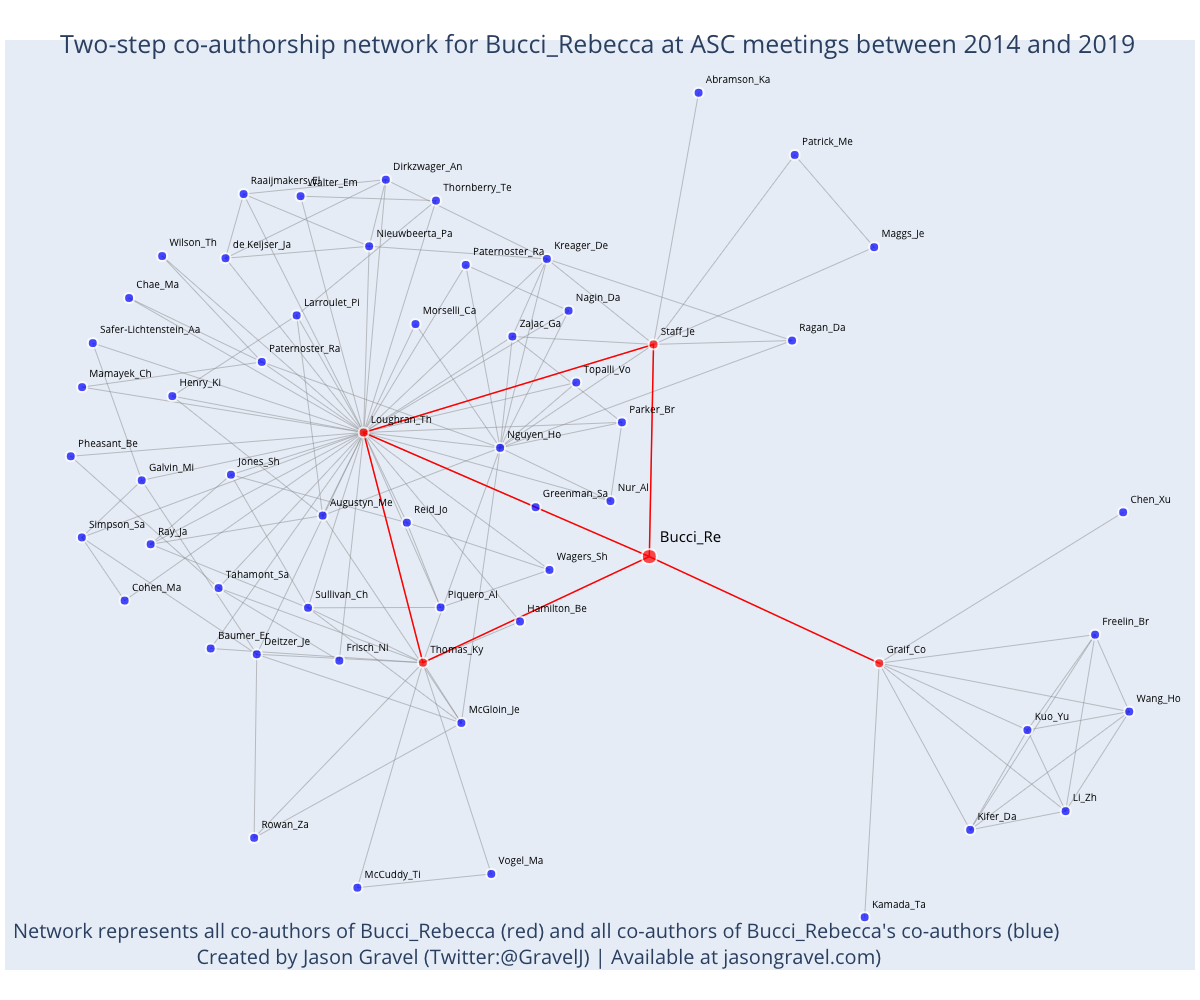 Two-step co-authorship network for Bucci_Rebecca at ASC meetings between 2014 and 2019
Abramson_Ka
Patrick_Me
Dirkzwager_An
Raaijmakers_El
Walter_Em
Thornberry_Te
Maggs_Je
Nieuwbeerta_Pa
Wilson_Th
de Keijser_Ja
Paternoster_Ra
Kreager_De
Chae_Ma
Larroulet_Pi
Morselli_Ca
Nagin_Da
Safer-Lichtenstein_Aa
Zajac_Ga
Staff_Je
Ragan_Da
Paternoster_Ra
Mamayek_Ch
Henry_Ki
Topalli_Vo
Loughran_Th
Parker_Br
Nguyen_Ho
Pheasant_Be
Galvin_Mi
Jones_Sh
Greenman_Sa
Nur_Al
Augustyn_Me
Reid_Jo
Chen_Xu
Simpson_Sa
Ray_Ja
Bucci_Re
Wagers_Sh
Cohen_Ma
Tahamont_Sa
Sullivan_Ch
Piquero_Al
Hamilton_Be
Freelin_Br
Baumer_Er
Deitzer_Je
Frisch_Ni
Thomas_Ky
Graif_Co
Wang_Ho
McGloin_Je
Kuo_Yu
Li_Zh
Kifer_Da
Rowan_Za
McCuddy_Ti
Vogel_Ma
Kamada_Ta
Network represents all co-authors of Bucci_Rebecca (red) and all co-authors of Bucci_Rebecca's co-authors (blue)
Created by Jason Gravel (Twitter:@GravelJ) | Available at jasongravel.com)